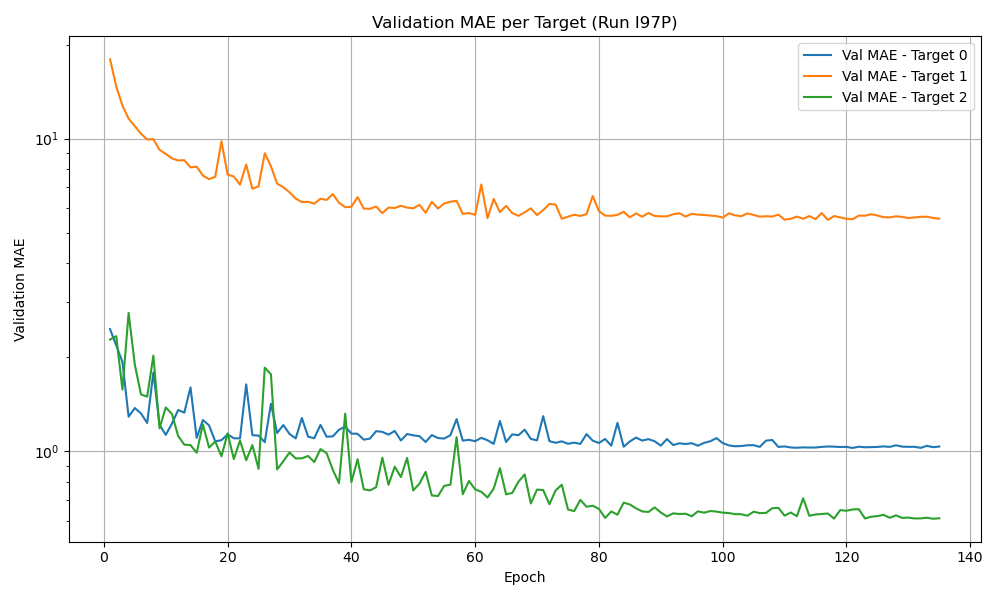 Validation MAE per Target (Run I97P)
Val MAE - Target 0
Val MAE - Target 1
Val MAE - Target 2
Validation MAE
10¹
10⁰
0 20 40 60 80 100 120 140
Epoch